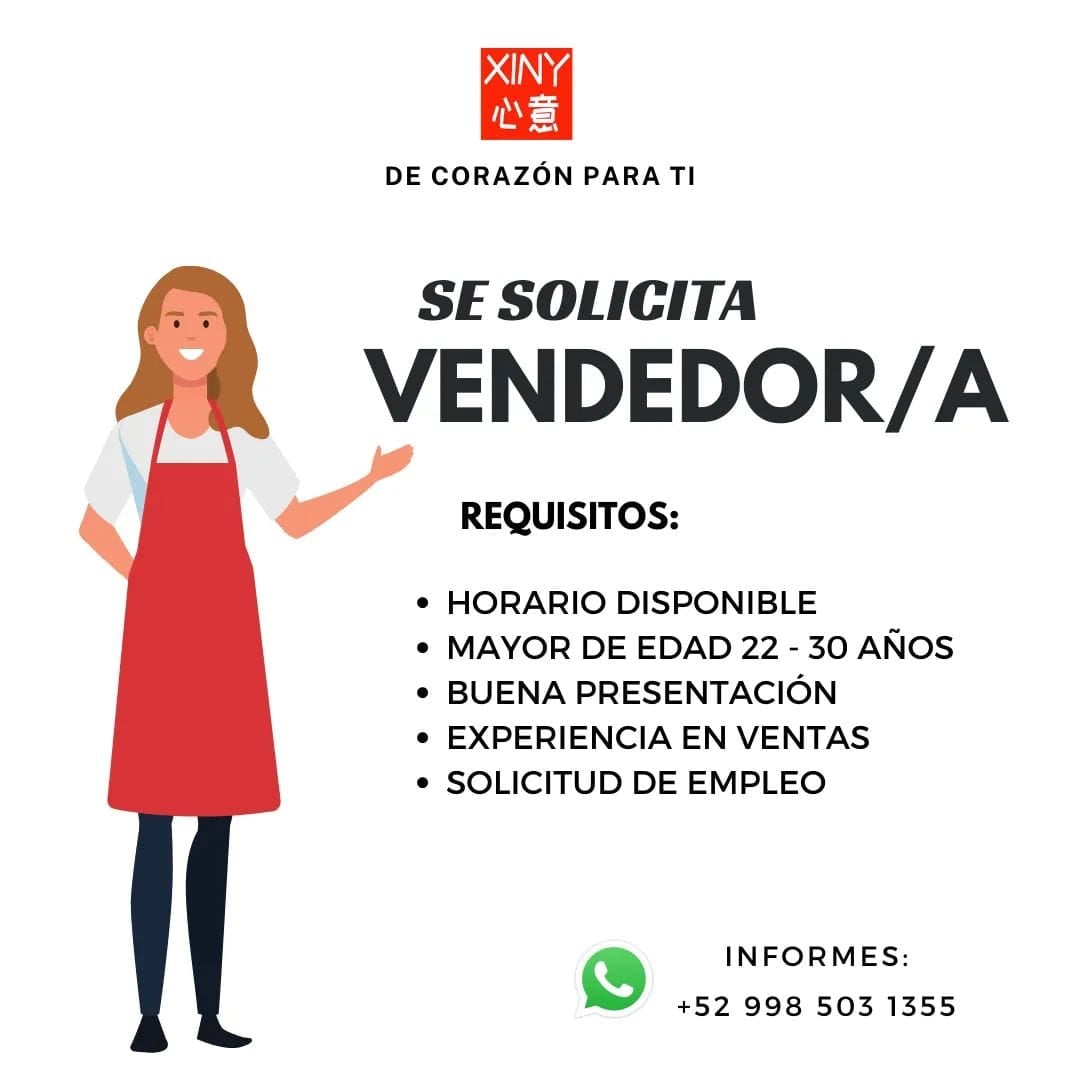 XINY
心意
DE CORAZÓN PARA TI
SE SOLICITA
VENDEDOR/A
REQUISITOS:
• HORARIO DISPONIBLE
• MAYOR DE EDAD 22 - 30 AÑOS
• BUENA PRESENTACIÓN
• EXPERIENCIA EN VENTAS
• SOLICITUD DE EMPLEO
INFORMES:
+52 998 503 1355